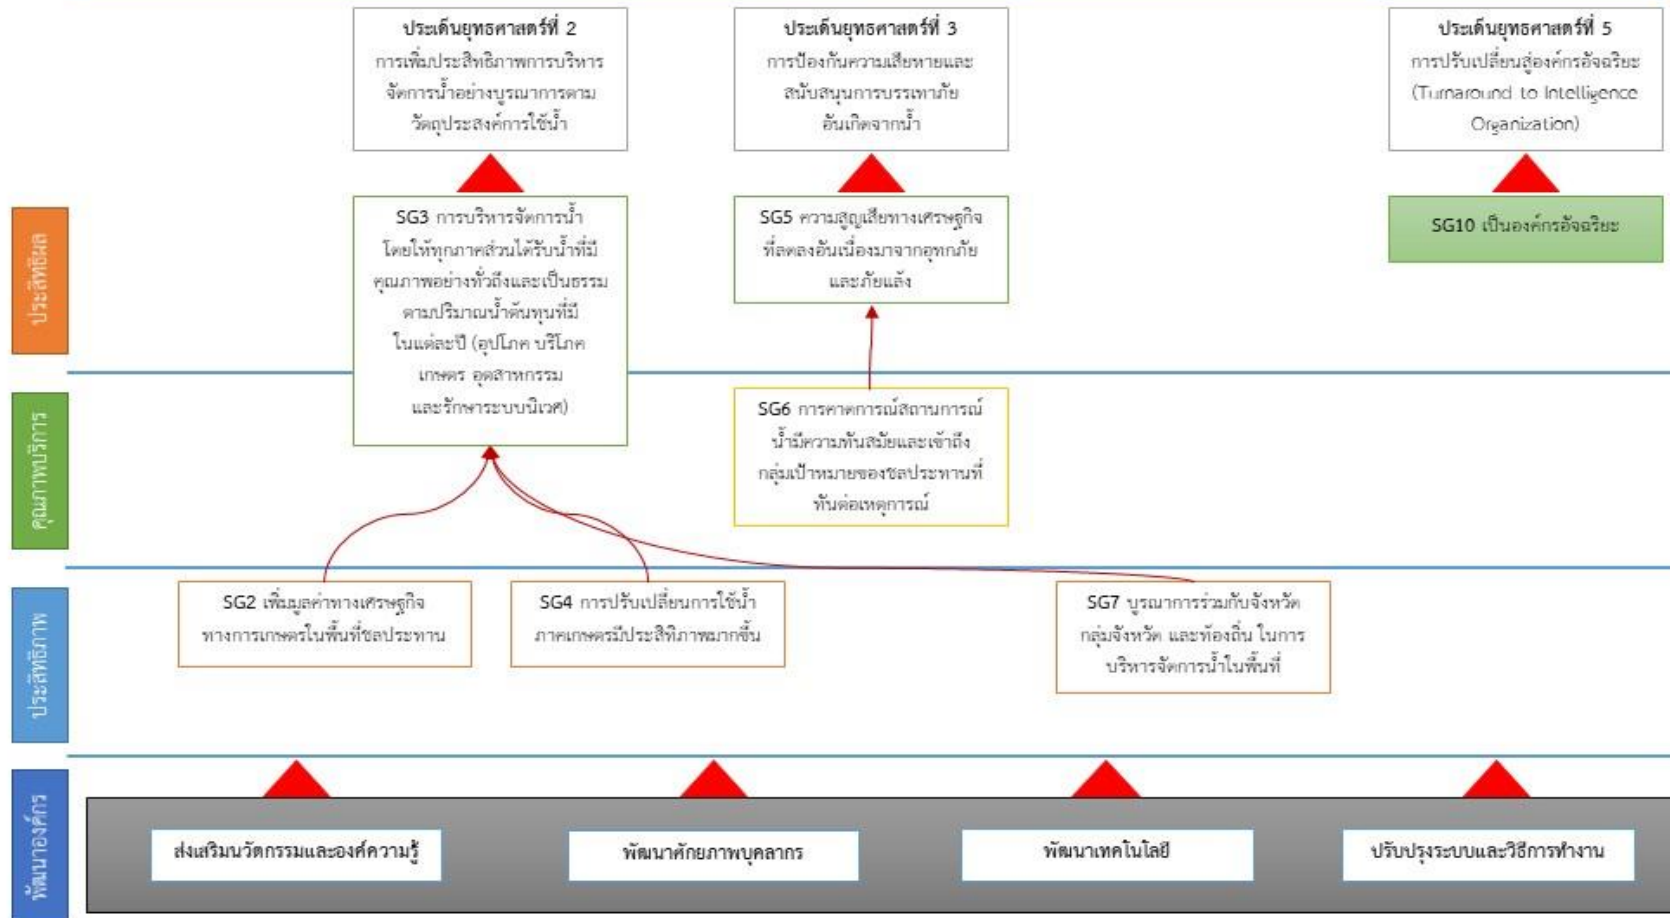 ประเด็นยุทธศาสตร์ที่ 2
การเพิ่มประสิทธิภาพการบริหาร
จัดการน้ำอย่างบูรณาการตาม
วัตถุประสงค์การใช้น้ำ
ประเด็นยุทธศาสตร์ที่ 3
การป้องกันความเสียหายและ
สนับสนุนการบรรเทาภัย
อันเกิดจากน้ำ
ประเด็นยุทธศาสตร์ที่ 5
การปรับเปลี่ยนสู่องค์กรอัจฉริยะ
(Turnaround to Intelligence
Organization)
ประสิทธิผล
SG3 การบริหารจัดการน้ำ
โดยให้ทุกภาคส่วนได้รับน้ำที่มี
คุณภาพอย่างทั่วถึงและเป็นธรรม
ตามปริมาณน้ำต้นทุนที่มี
ในแต่ละปี (อุปโภค บริโภค
เกษตร อุตสาหกรรม
และรักษาระบบนิเวศ)
SG5 ความสูญเสียทางเศรษฐกิจ
ที่ลดลงอันเนื่องมาจากอุทกภัย
และภัยแล้ง
SG10 เป็นองค์กรอัจฉริยะ
คุณภาพบริการ
SG6 การคาดการณ์สถานการณ์
น้ำมีความทันสมัยและเข้าถึง
กลุ่มเป้าหมายของชลประทานที่
ทันต่อเหตุการณ์
ประสิทธิภาพ
SG2 เพิ่มมูลค่าทางเศรษฐกิจ
ทางการเกษตรในพื้นที่ชลประทาน
SG4 การปรับเปลี่ยนการใช้น้ำ
ภาคเกษตรมีประสิทิภาพมากขึ้น
SG7 บูรณาการร่วมกับจังหวัด
กลุ่มจังหวัด และท้องถิ่น ในการ
บริหารจัดการน้ำในพื้นที่
พัฒนาองค์กร
ส่งเสริมนวัตกรรมและองค์ความรู้
พัฒนาศักยภาพบุคลากร
พัฒนาเทคโนโลยี
ปรับปรุงระบบและวิธีการทำงาน